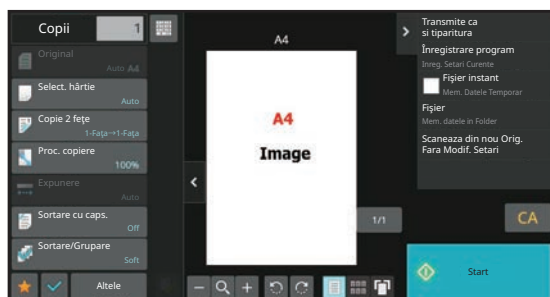 Copii
1
Original
Auto A4
Select. hârtie
Auto
Copie 2 fețe
1-Fața→1-Fața
Proc. copiere
100%
Expunere
Auto
Sortare cu caps.
Off
Sortare/Grupare
Soft
Altele
A4
A4
Image
1/1
Transmite ca
si tiparitura
Înregistrare program
Inreg. Setari Curente
Fișier instant
Mem. Datele Temporar
Fișier
Mem. datele in Folder
Scaneaza din nou Orig.
Fara Modif. Setari
CA
Start